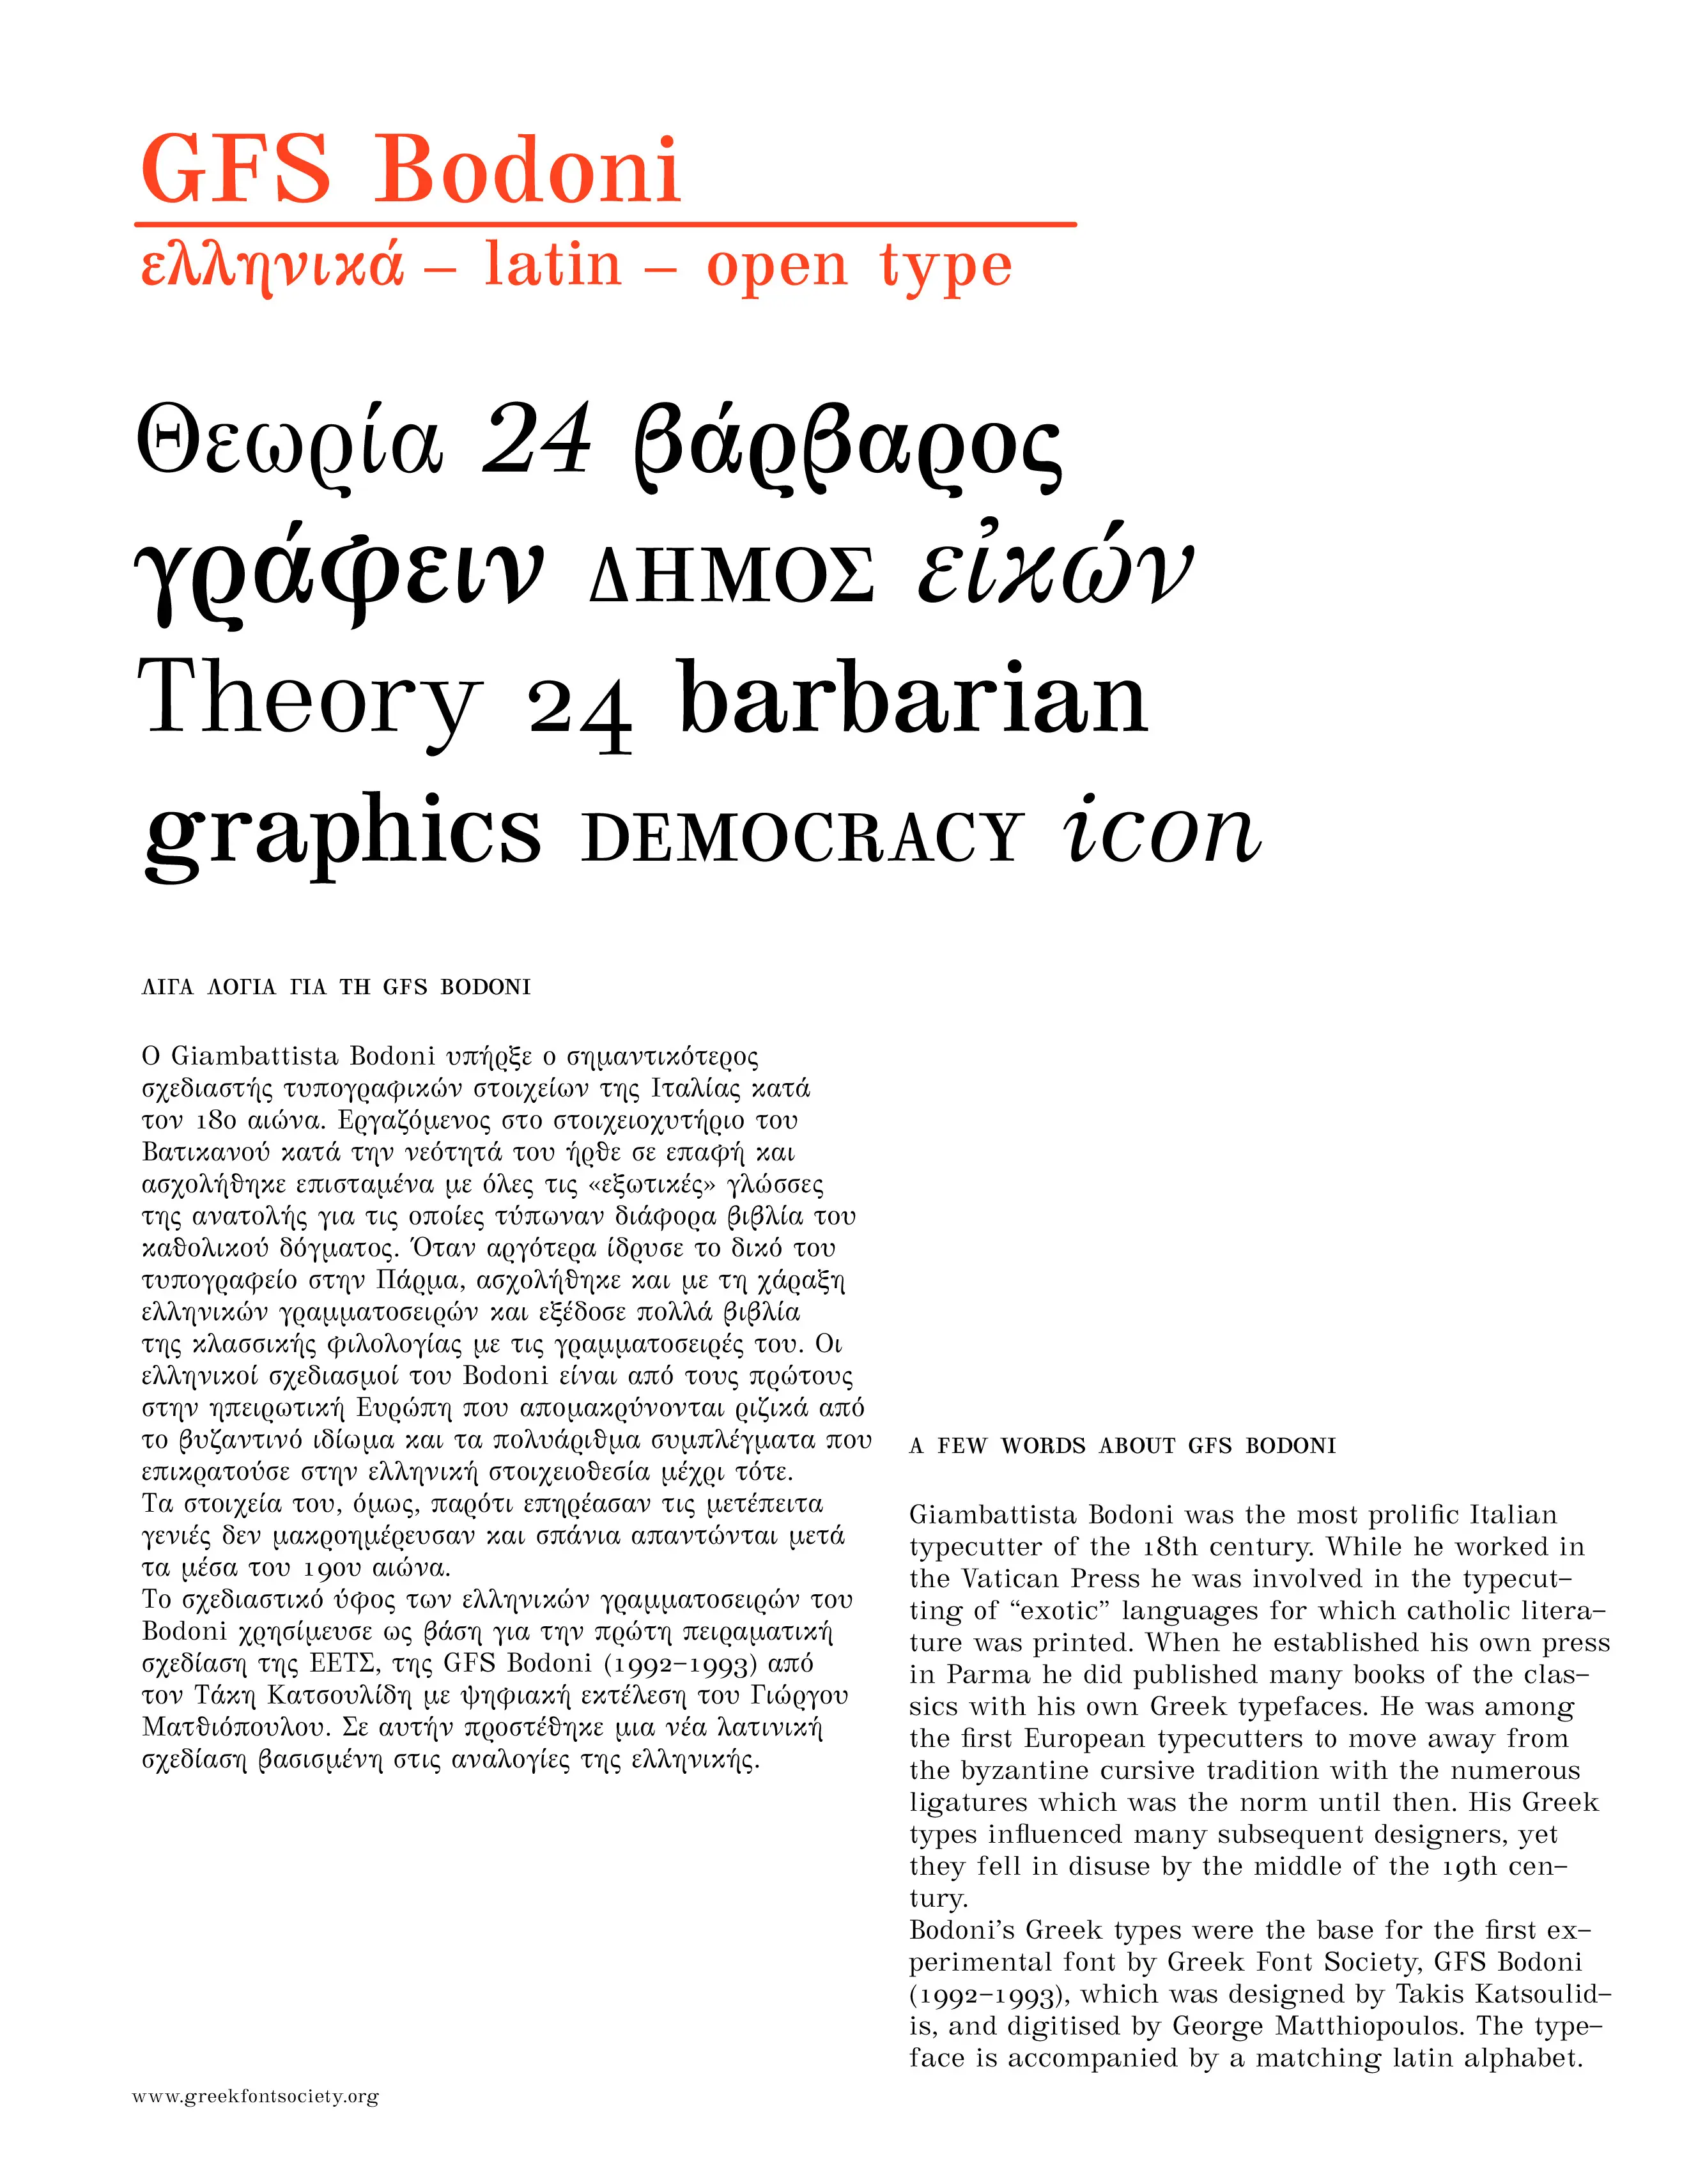 GFS Bodoni
ελληνικά – latin – open type
Θεωρία 24 βάρβαρος
γράφειν ΔΗΜΟΣ εἰκών
Theory 24 barbarian
graphics DEMOCRACY icon
ΛΙΓΑ ΛΟΓΙΑ ΓΙΑ ΤΗ GFS BODONI
Ο Giambattista Bodoni υπήρξε ο σημαντικότερος
σχεδιαστής τυπογραφικών στοιχείων της Ιταλίας κατά
τον 18ο αιώνα. Εργαζόμενος στο στοιχειοχυτήριο του
Βατικανού κατά την νεότητά του ήρθε σε επαφή και
ασχολήθηκε επισταμένα με όλες τις «εξωτικές» γλώσσες
της ανατολής για τις οποίες τύπωναν διάφορα βιβλία του
καθολικού δόγματος. Όταν αργότερα ίδρυσε το δικό του
τυπογραφείο στην Πάρμα, ασχολήθηκε και με τη χάραξη
ελληνικών γραμματοσειρών και εξέδοσε πολλά βιβλία
της κλασσικής φιλολογίας με τις γραμματοσειρές του. Οι
ελληνικοί σχεδιασμοί του Bodoni είναι από τους πρώτους
στην ηπειρωτική Ευρώπη που απομακρύνονται ριζικά από
το βυζαντινό ιδίωμα και τα πολυάριθμα συμπλέγματα που
επικρατούσε στην ελληνική στοιχειοθεσία μέχρι τότε.
Τα στοιχεία του, όμως, παρότι επηρέασαν τις μετέπειτα
γενιές δεν μακροημέρευσαν και σπάνια απαντώνται μετά
τα μέσα του 19ου αιώνα.
Το σχεδιαστικό ύφος των ελληνικών γραμματοσειρών του
Bodoni χρησίμευσε ως βάση για την πρώτη πειραματική
σχεδίαση της ΕΕΤΣ, της GFS Bodoni (1992–1993) από
τον Τάκη Κατσουλίδη με ψηφιακή εκτέλεση του Γιώργου
Ματθιόπουλου. Σε αυτήν προστέθηκε μια νέα λατινική
σχεδίαση βασισμένη στις αναλογίες της ελληνικής.
A FEW WORDS ABOUT GFS BODONI
Giambattista Bodoni was the most prolific Italian
typecutter of the 18th century. While he worked in
the Vatican Press he was involved in the typecut-
ting of “exotic” languages for which catholic litera-
ture was printed. When he established his own press
in Parma he did published many books of the clas-
sics with his own Greek typefaces. He was among
the first European typecutters to move away from
the byzantine cursive tradition with the numerous
ligatures which was the norm until then. His Greek
types influenced many subsequent designers, yet
they fell in disuse by the middle of the 19th cen-
tury.
Bodoni’s Greek types were the base for the first ex-
perimental font by Greek Font Society, GFS Bodoni
(1992–1993), which was designed by Takis Katsoulid-
is, and digitised by George Matthiopoulos. The type-
face is accompanied by a matching latin alphabet.
www.greekfontsociety.org